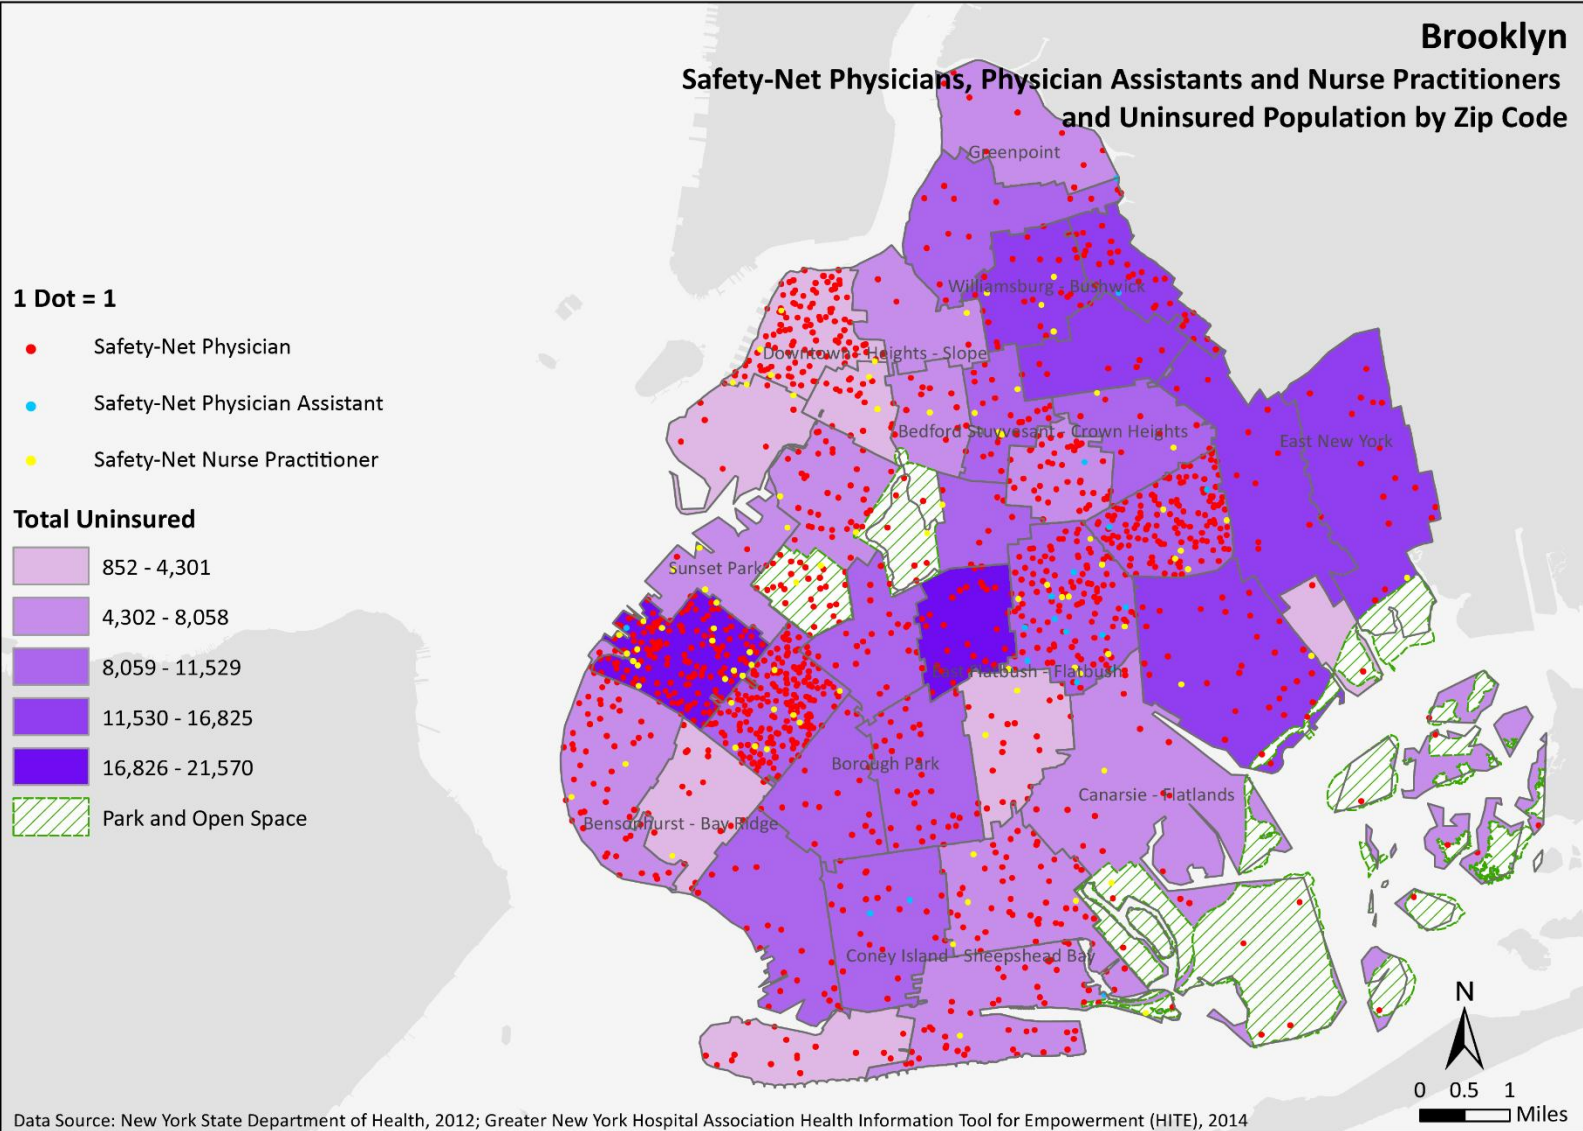 Brooklyn
Safety-Net Physicians, Physician Assistants and Nurse Practitioners
and Uninsured Population by Zip Code
Greenpoint
Williamsburg - Bushwick
1 Dot = 1
Safety-Net Physician
Downtown - Heights - Slope
Safety-Net Physician Assistant
Bedford Stuyvesant - Crown Heights
East New York
Safety-Net Nurse Practitioner
Total Uninsured
852 - 4,301
Sunset Park
4,302 - 8,058
8,059 - 11,529
East Flatbush - Flatbush
11,530 - 16,825
16,826 - 21,570
Borough Park
Canarsie - Flatlands
Park and Open Space
Bensonhurst - Bay Ridge
Coney Island - Sheepshead Bay
N
0 0.5 1
Miles
Data Source: New York State Department of Health, 2012; Greater New York Hospital Association Health Information Tool for Empowerment (HITE), 2014